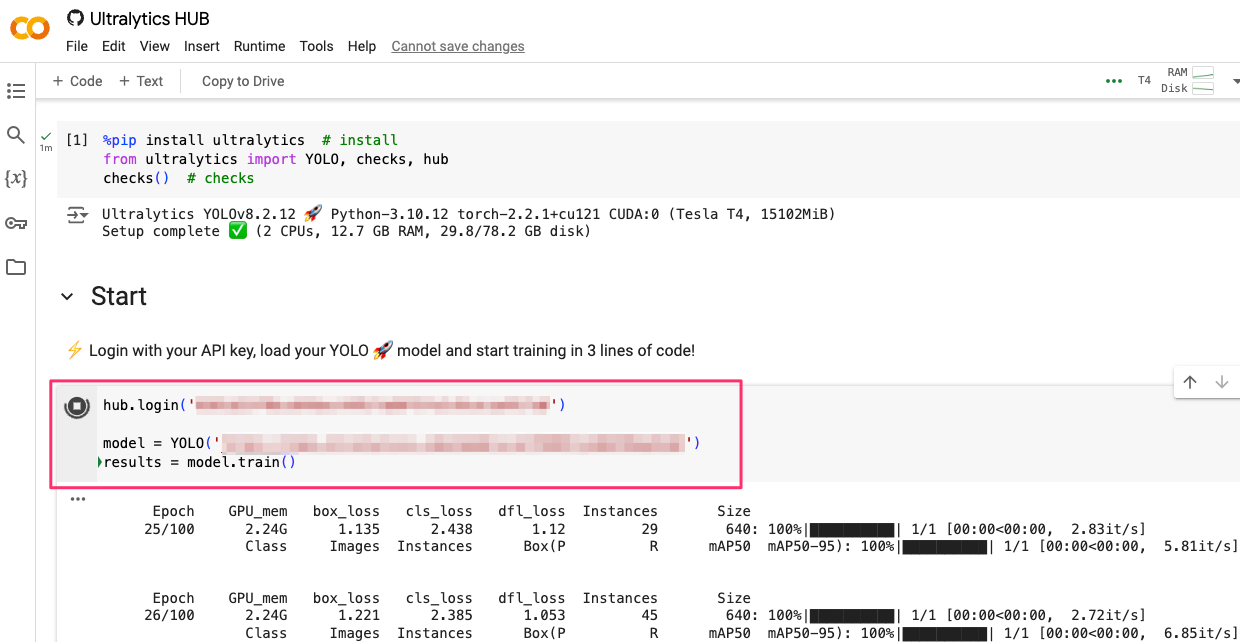 Ultralytics HUB
File Edit View Insert Runtime Tools Help Cannot save changes
+ Code + Text Copy to Drive
T4 RAM
Disk
1m
[1] %pip install ultralytics # install
from ultralytics import YOLO, checks, hub
checks() # checks
Ultralytics YOLOv8.2.12 🚀 Python-3.10.12 torch-2.2.1+cu121 CUDA:0 (Tesla T4, 15102MiB)
Setup complete ✅ (2 CPUs, 12.7 GB RAM, 29.8/78.2 GB disk)
Start
⚡ Login with your API key, load your YOLO 🚀 model and start training in 3 lines of code!
hub.login('')
model = YOLO('')
results = model.train()
Epoch GPU_mem box_loss cls_loss dfl_loss Instances Size
25/100 2.24G 1.135 2.438 1.12 29 640: 100%|██████████| 1/1 [00:00<00:00, 2.83it/s]
Class Images Instances Box(P R mAP50 mAP50-95): 100%|██████████| 1/1 [00:00<00:00, 5.81it/s]
Epoch GPU_mem box_loss cls_loss dfl_loss Instances Size
26/100 2.24G 1.221 2.385 1.053 45 640: 100%|██████████| 1/1 [00:00<00:00, 2.72it/s]
Class Images Instances Box(P R mAP50 mAP50-95): 100%|██████████| 1/1 [00:00<00:00, 6.85it/s]